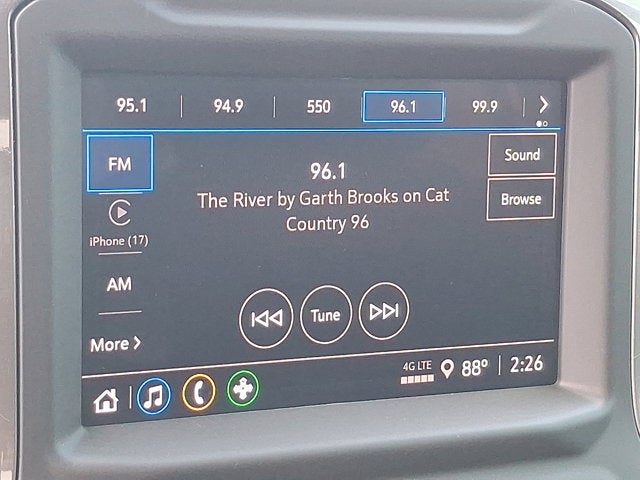 95.1 94.9 550 96.1 99.9
FM
96.1
Sound
The River by Garth Brooks on Cat
Country 96
Browse
iPhone (17)
AM
Tune
More
4G LTE 88° 2:26